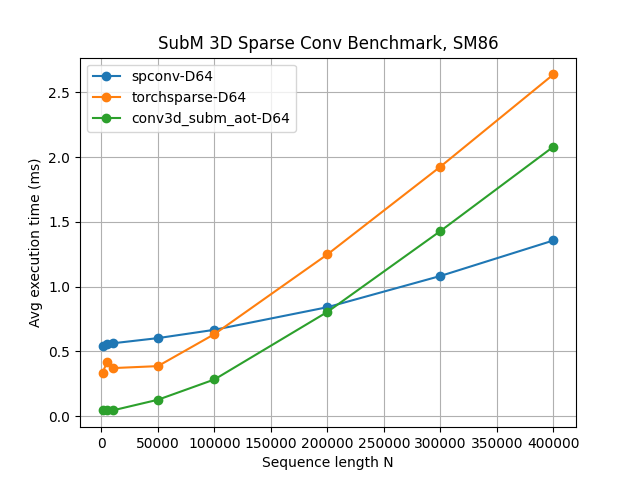 SubM 3D Sparse Conv Benchmark, SM86
spconv-D64
torchsparse-D64
conv3d_subm_aot-D64
Avg execution time (ms)
2.5
2.0
1.5
1.0
0.5
0.0
0 50000 100000 150000 200000 250000 300000 350000 400000
Sequence length N